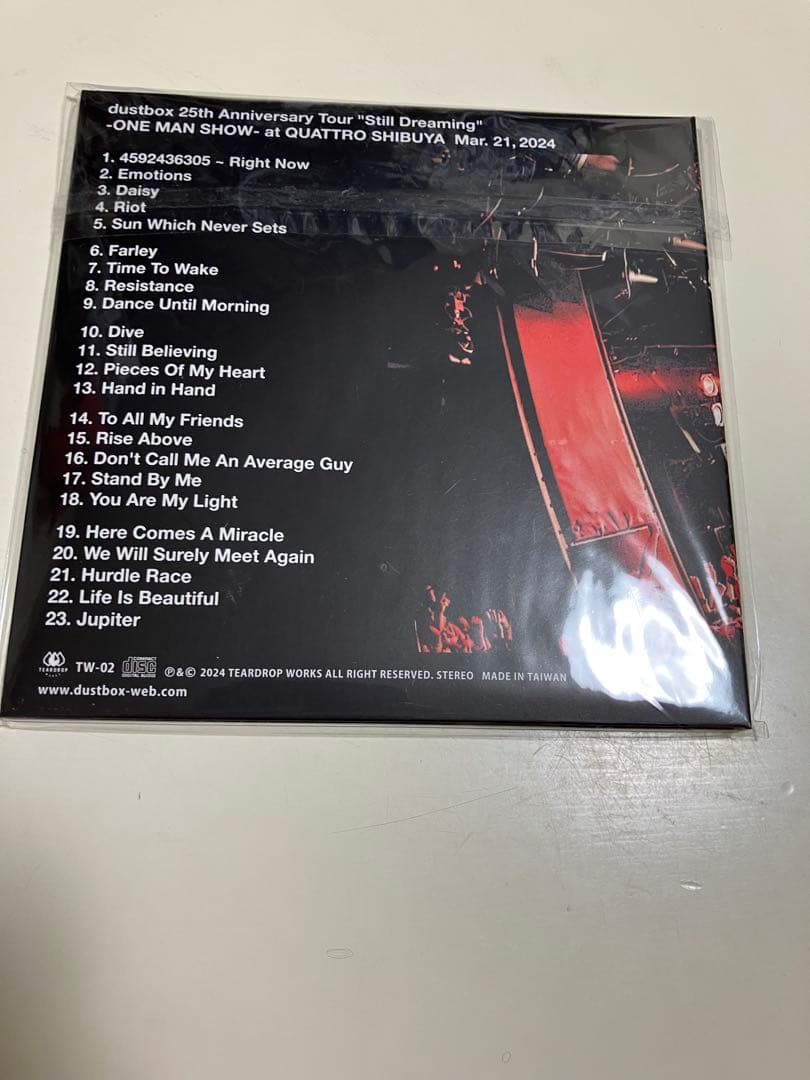 dustbox 25th Anniversary Tour "Still Dreaming"
-ONE MAN SHOW- at QUATTRO SHIBUYA Mar. 21, 2024
1. 4592436305 ~ Right Now
2. Emotions
3. Daisy
4. Riot
5. Sun Which Never Sets
6. Farley
7. Time To Wake
8. Resistance
9. Dance Until Morning
10. Dive
11. Still Believing
12. Pieces Of My Heart
13. Hand in Hand
14. To All My Friends
15. Rise Above
16. Don't Call Me An Average Guy
17. Stand By Me
18. You Are My Light
19. Here Comes A Miracle
20. We Will Surely Meet Again
21. Hurdle Race
22. Life Is Beautiful
23. Jupiter
TEARDROP
TW-02 COMPACT disc DIGITAL AUDIO ℗&© 2024 TEARDROP WORKS ALL RIGHT RESERVED. STEREO MADE IN TAIWAN
www.dustbox-web.com